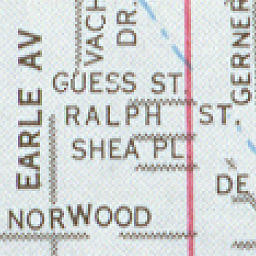 VACH
DR.
GERNER
EARLE AV
GUESS ST.
RALPH ST.
SHEA PL.
DE
NORWOOD